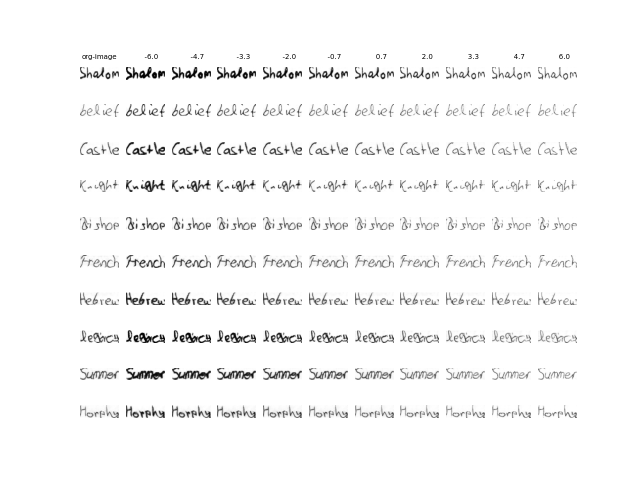 org-image -6.0 -4.7 -3.3 -2.0 -0.7 0.7 2.0 3.3 4.7 6.0
Shalom Shalom Shalom Shalom Shalom Shalom Shalom Shalom Shalom Shalom Shalom
belief belief belief belief belief belief belief belief belief belief belief
Castle Castle Castle Castle Castle Castle Castle Castle Castle Castle Castle
Knight Knight Knight Knight Knight Knight Knight Knight Knight Knight Knight
Bishop Bishop Bishop Bishop Bishop Bishop Bishop Bishop Bishop Bishop Bishop
French French French French French French French French French French French
Hebrew Hebrew Hebrew Hebrew Hebrew Hebrew Hebrew Hebrew Hebrew Hebrew Hebrew
legacy legacy legacy legacy legacy legacy legacy legacy legacy legacy legacy
Summer Summer Summer Summer Summer Summer Summer Summer Summer Summer Summer
Morphy Morphy Morphy Morphy Morphy Morphy Morphy Morphy Morphy Morphy Morphy